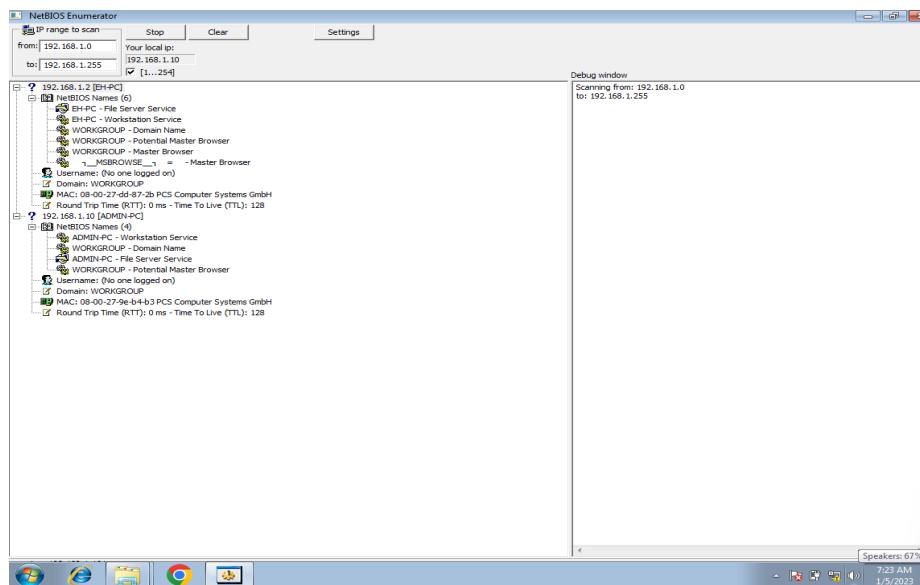 NetBIOS Enumerator
IP range to scan
from: 192.168.1.0
to: 192.168.1.255
Stop
Clear
Settings
Your local ip:
192.168.1.10
[1...254]
Debug window
Scanning from: 192.168.1.0
to: 192.168.1.255
? 192.168.1.2 [EH-PC]
NetBIOS Names (6)
EH-PC - File Server Service
EH-PC - Workstation Service
WORKGROUP - Domain Name
WORKGROUP - Potential Master Browser
WORKGROUP - Master Browser
┐__MSBROWSE__┐ = - Master Browser
Username: (No one logged on)
Domain: WORKGROUP
MAC: 08-00-27-dd-87-2b PCS Computer Systems GmbH
Round Trip Time (RTT): 0 ms - Time To Live (TTL): 128
? 192.168.1.10 [ADMIN-PC]
NetBIOS Names (4)
ADMIN-PC - Workstation Service
WORKGROUP - Domain Name
ADMIN-PC - File Server Service
WORKGROUP - Potential Master Browser
Username: (No one logged on)
Domain: WORKGROUP
MAC: 08-00-27-9e-b4-b3 PCS Computer Systems GmbH
Round Trip Time (RTT): 0 ms - Time To Live (TTL): 128
Speakers: 67%
7:23 AM
1/5/2023